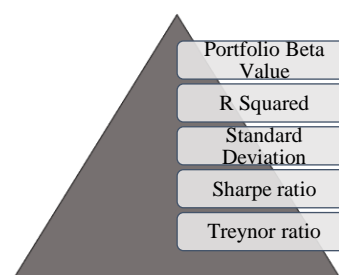 Portfolio Beta
Value
R Squared
Standard
Deviation
Sharpe ratio
Treynor ratio